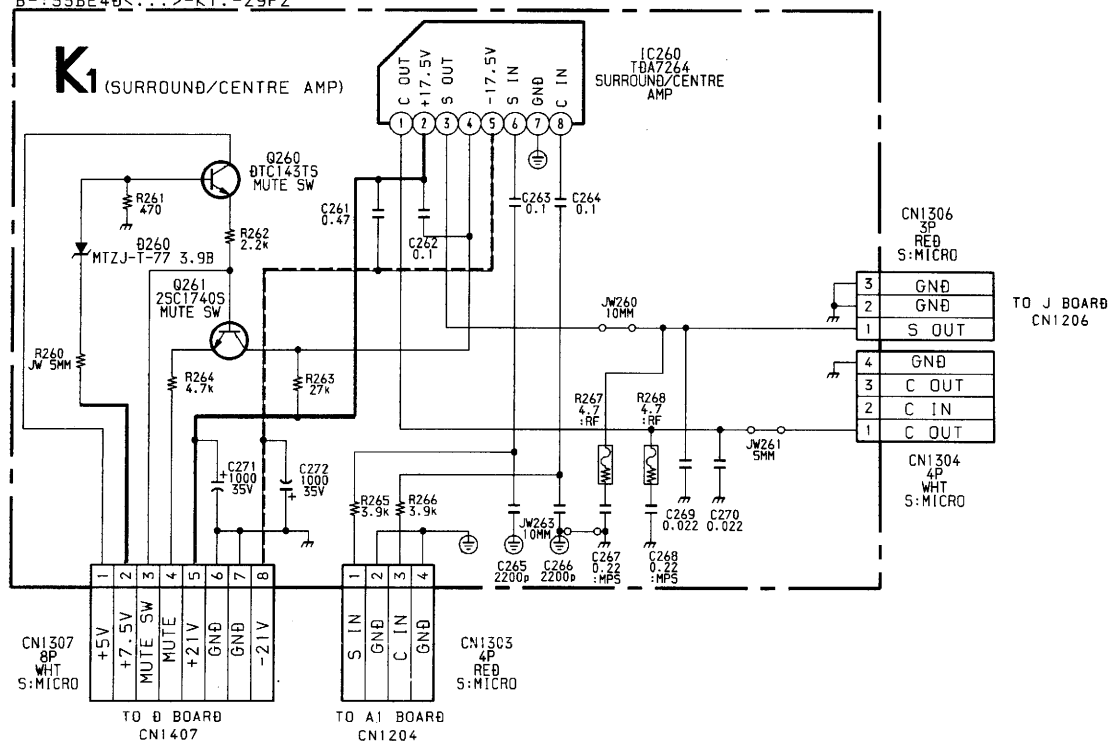 K1 (SURROUND/CENTRE AMP)
IC260
TDA7264
SURROUND/CENTRE
AMP
C OUT
+17.5V
S OUT
-17.5V
S IN
GND
C IN
1 2 3 4 5 6 7 8
Q260
DTC143TS
MUTE SW
R261
470
R262
2.2k
D260
MTZJ-T-77 3.9B
Q261
2SC1740S
MUTE SW
R260
JW 5MM
R264
4.7k
R263
27k
C261
0.47
C262
0.1
C263
0.1
C264
0.1
C271
1000
35V
C272
1000
35V
R265
3.9k
R266
3.9k
JW260
10MM
R267
4.7
:RF
R268
4.7
:RF
JW261
5MM
C269
0.022
C270
0.022
JW263
10MM
C265
2200p
C266
2200p
C267
0.22
:MPS
C268
0.22
:MPS
CN1306
3P
RED
S:MICRO
3 GND
2 GND
1 S OUT
TO J BOARD
CN1206
4 GND
3 C OUT
2 C IN
1 C OUT
CN1304
4P
WHT
S:MICRO
CN1307
8P
WHT
S:MICRO
1 +5V
2 +7.5V
3 MUTE SW
4 MUTE
5 +21V
6 GND
7 GND
8 -21V
TO D BOARD
CN1407
1 S IN
2 GND
3 C IN
4 GND
CN1303
4P
RED
S:MICRO
TO A1 BOARD
CN1204